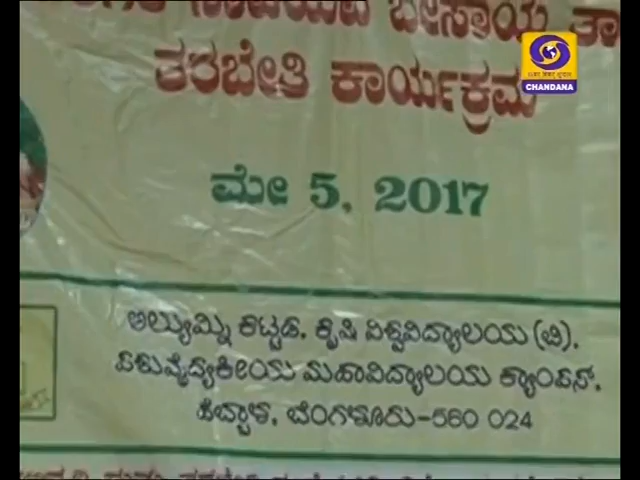 ಸಾವಯವ ಬೇಸಾಯ
ತರಬೇತಿ ಕಾರ್ಯಕ್ರಮ
CHANDANA
ಮೇ 5, 2017
ಅಲ್ಯುಮ್ನಿ ಕಟ್ಟಡ, ಕೃಷಿ ವಿಶ್ವವಿದ್ಯಾಲಯ (ಟಿ).
ಪಶುವೈದ್ಯಕೀಯ ಮಹಾವಿದ್ಯಾಲಯ ಕ್ಯಾಂಪಸ್.
ಹೆಬ್ಬಾಳ, ಬೆಂಗಳೂರು-560 024